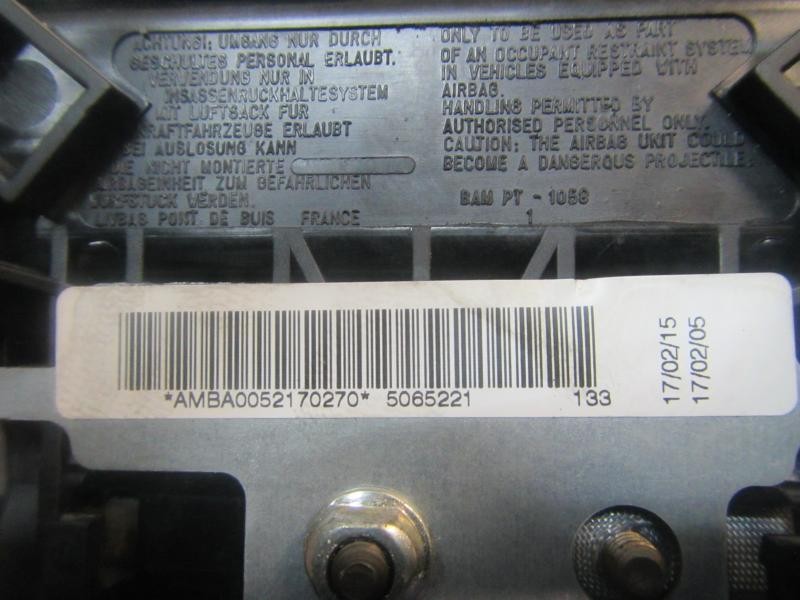 ACHTUNG!: UMGANG NUR DURCH
GESCHULTES PERSONAL ERLAUBT.
VERWENDUNG NUR IN
INSASSENRUCKHALTESYSTEM
MIT LUFTSACK FUR
KRAFTFAHRZEUGE ERLAUBT
BEI AUSLOSUNG KANN
DIE NICHT MONTIERTE
AIRBAGEINHEIT ZUM GEFAHRLICHEN
WURFSTUCK WERDEN.
LIVBAG PONT DE BUIS FRANCE
ONLY TO BE USED AS PART
OF AN OCCUPANT RESTRAINT SYSTEM
IN VEHICLES EQUIPPED WITH
AIRBAG.
HANDLING PERMITTED BY
AUTHORISED PERSONNEL ONLY
CAUTION: THE AIRBAG UNIT COULD
BECOME A DANGEROUS PROJECTILE.
BAM PT - 1058
1
*AMBA0052170270* 5065221 133
17/02/15
17/02/05